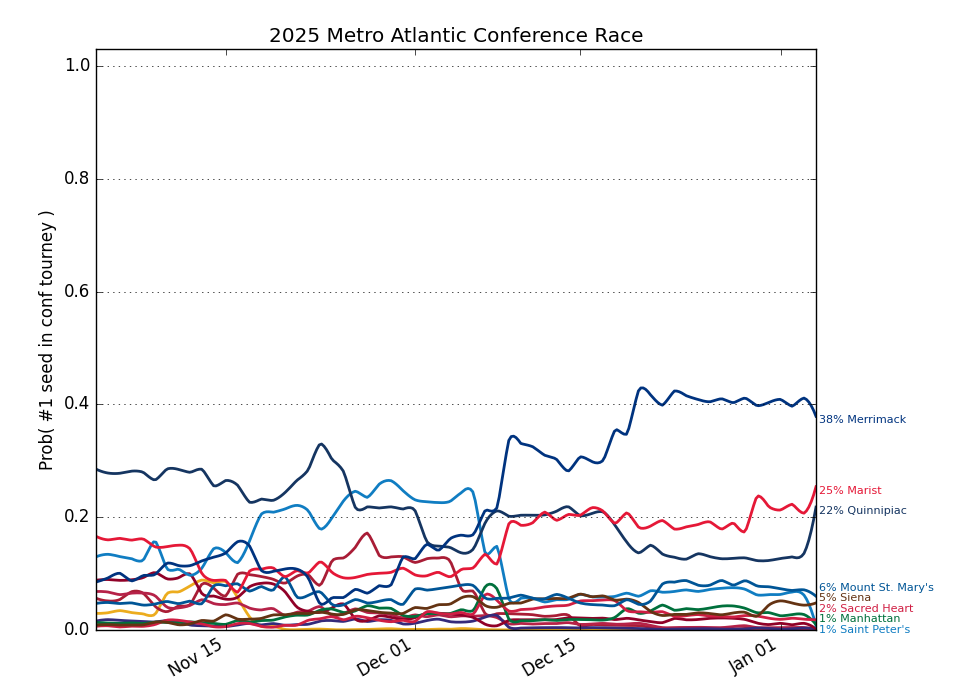 2025 Metro Atlantic Conference Race
Prob( #1 seed in conf tourney )
1.0
0.8
0.6
0.4
0.2
0.0
Nov 15
Dec 01
Dec 15
Jan 01
38% Merrimack
25% Marist
22% Quinnipiac
6% Mount St. Mary's
5% Siena
2% Sacred Heart
1% Manhattan
1% Saint Peter's